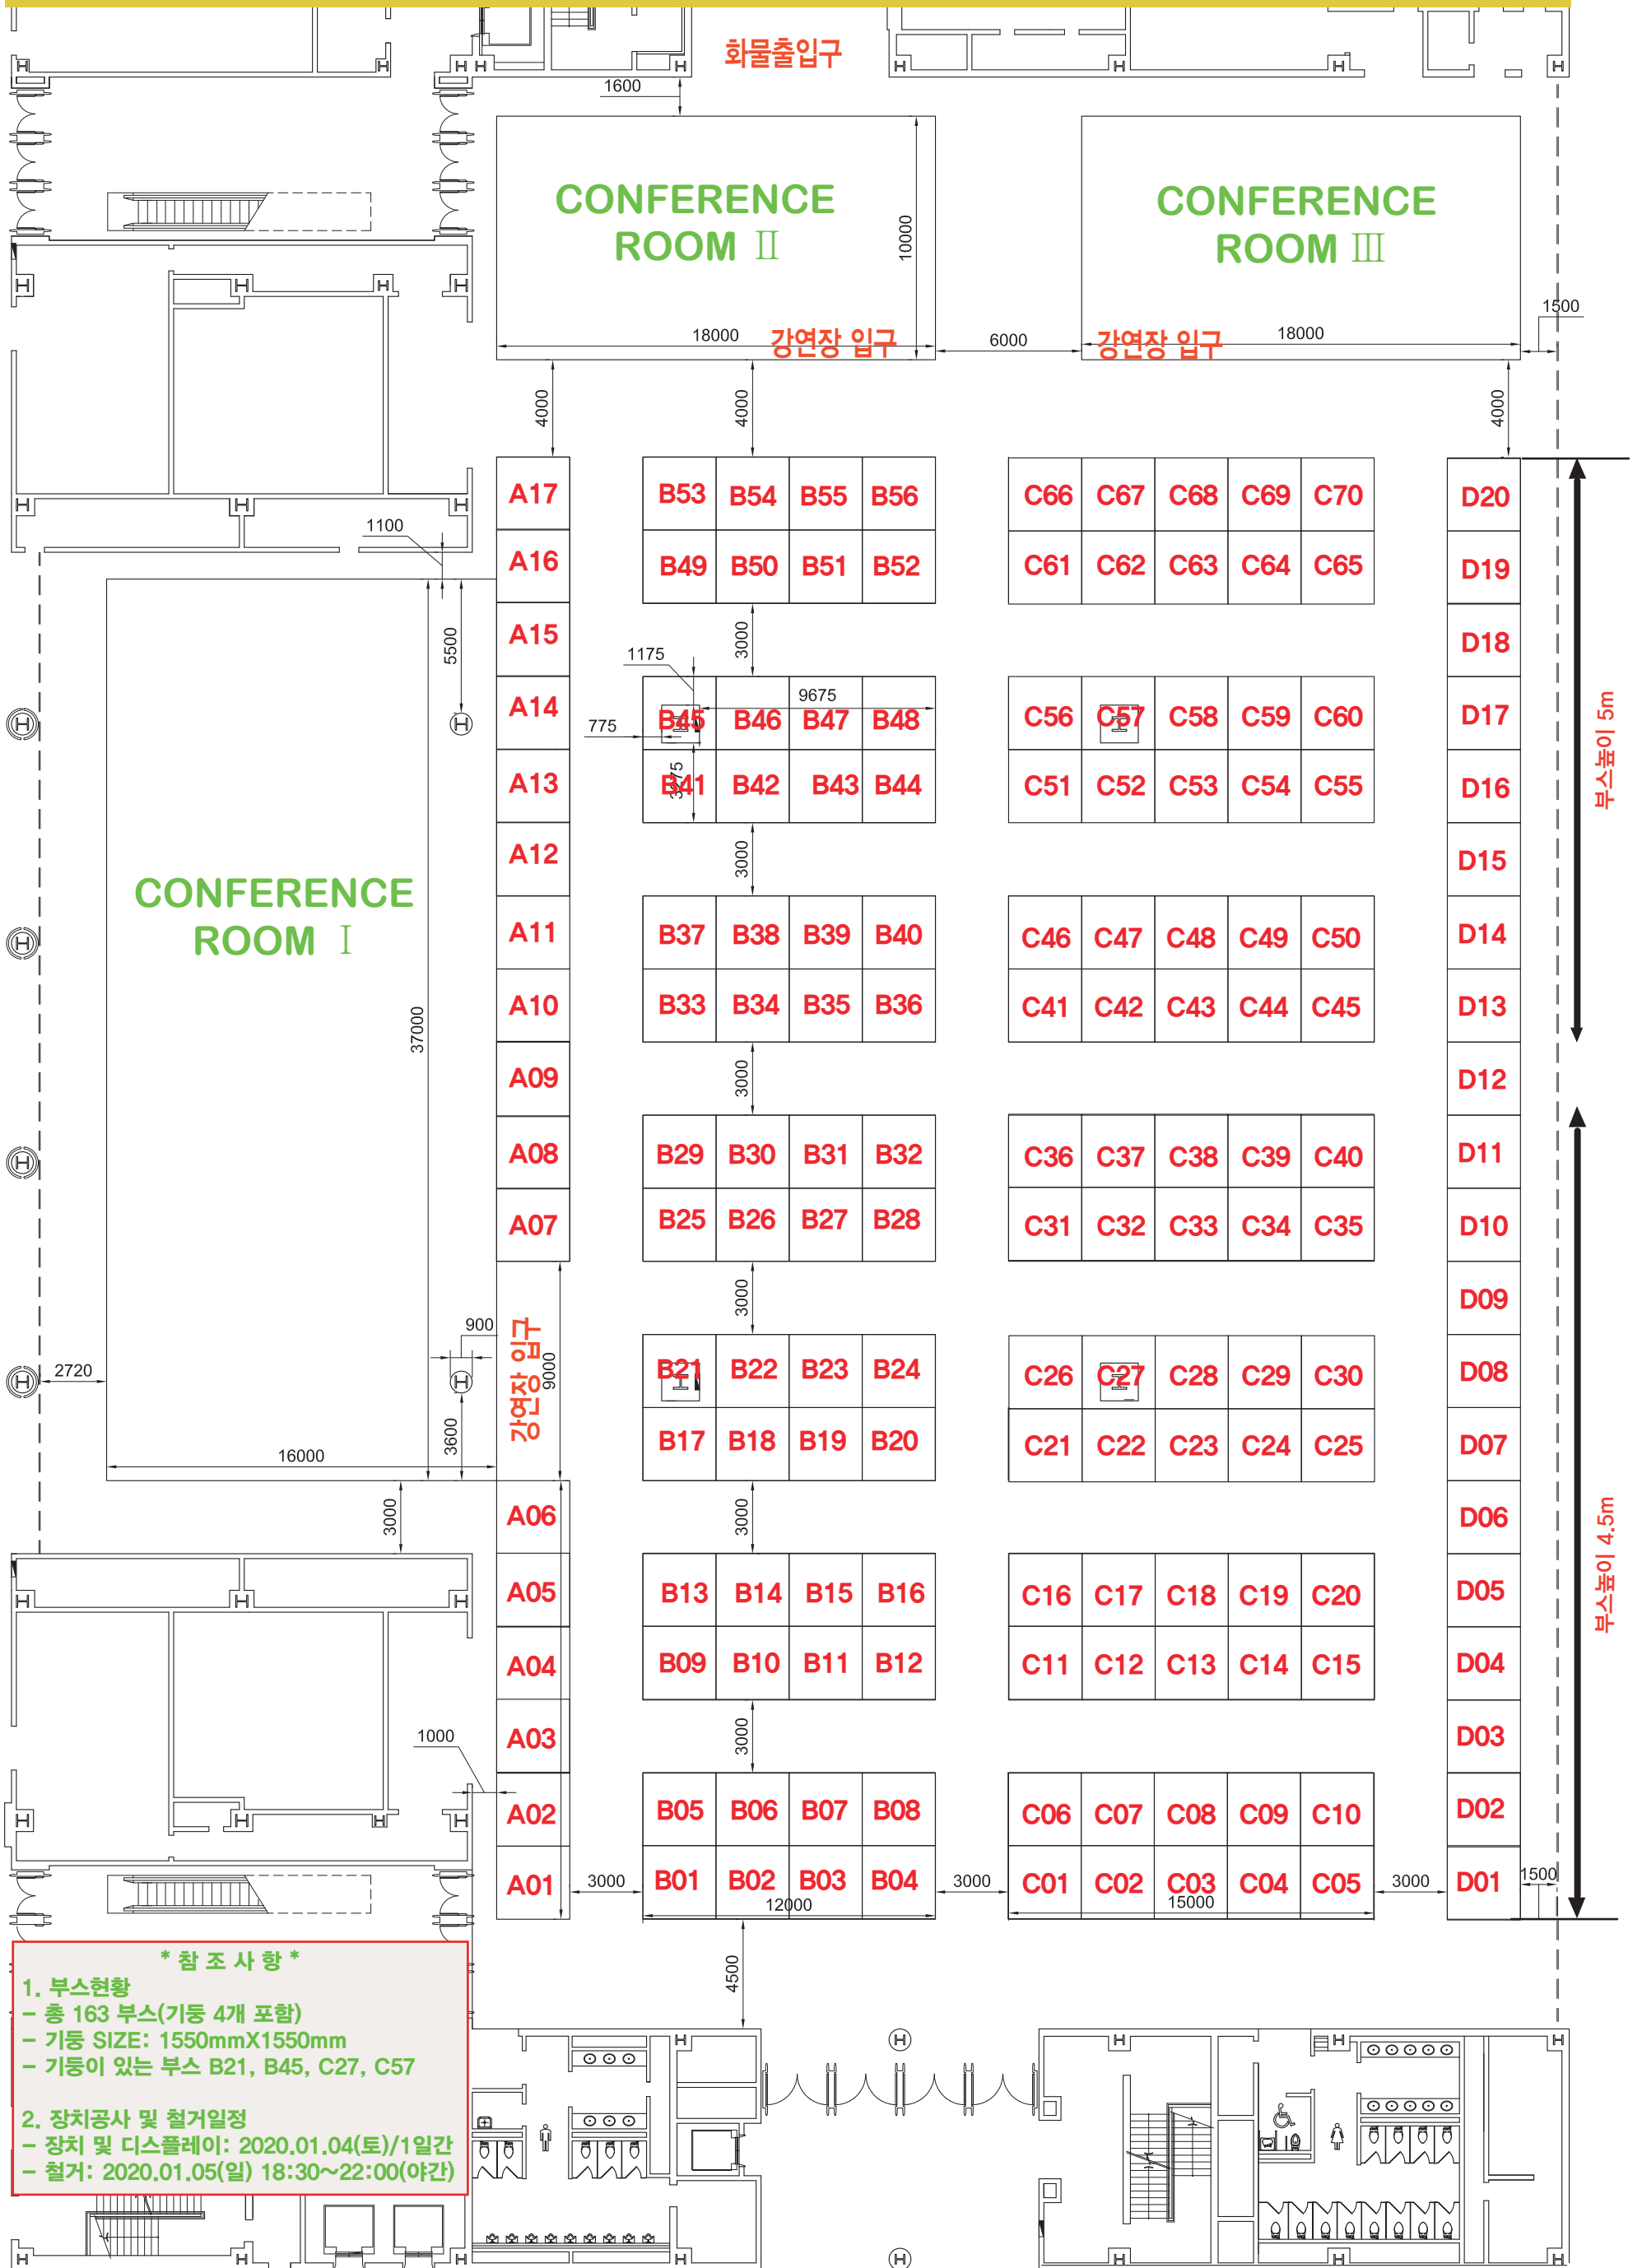 화물출입구
1600
CONFERENCE
ROOM Ⅱ
10000
CONFERENCE
ROOM Ⅲ
18000
강연장 입구
6000
강연장 입구
18000
1500
4000
4000
4000
A17
B53 B54 B55 B56
C66 C67 C68 C69 C70
D20
1100
A16
B49 B50 B51 B52
C61 C62 C63 C64 C65
D19
5500
A15
3000
D18
1175
9675
A14
775
B45 B46 B47 B48
C56 C57 C58 C59 C60
D17
부스높이 5m
A13
B41 B42 B43 B44
C51 C52 C53 C54 C55
D16
A12
3000
D15
CONFERENCE
ROOM Ⅰ
A11
B37 B38 B39 B40
C46 C47 C48 C49 C50
D14
37000
A10
B33 B34 B35 B36
C41 C42 C43 C44 C45
D13
A09
3000
D12
A08
B29 B30 B31 B32
C36 C37 C38 C39 C40
D11
A07
B25 B26 B27 B28
C31 C32 C33 C34 C35
D10
3000
D09
900
강연장 입구
9000
2720
B21 B22 B23 B24
C26 C27 C28 C29 C30
D08
3600
16000
B17 B18 B19 B20
C21 C22 C23 C24 C25
D07
3000
A06
3000
D06
부스높이 4.5m
A05
B13 B14 B15 B16
C16 C17 C18 C19 C20
D05
A04
B09 B10 B11 B12
C11 C12 C13 C14 C15
D04
1000
A03
3000
D03
A02
B05 B06 B07 B08
C06 C07 C08 C09 C10
D02
A01
3000
B01 B02 B03 B04
12000
3000
C01 C02 C03 C04 C05
15000
3000
D01
1500
4500
* 참 조 사 항 *
1. 부스현황
- 총 163 부스(기둥 4개 포함)
- 기둥 SIZE: 1550mmX1550mm
- 기둥이 있는 부스 B21, B45, C27, C57
2. 장치공사 및 철거일정
- 장치 및 디스플레이: 2020.01.04(토)/1일간
- 철거: 2020.01.05(일) 18:30~22:00(야간)